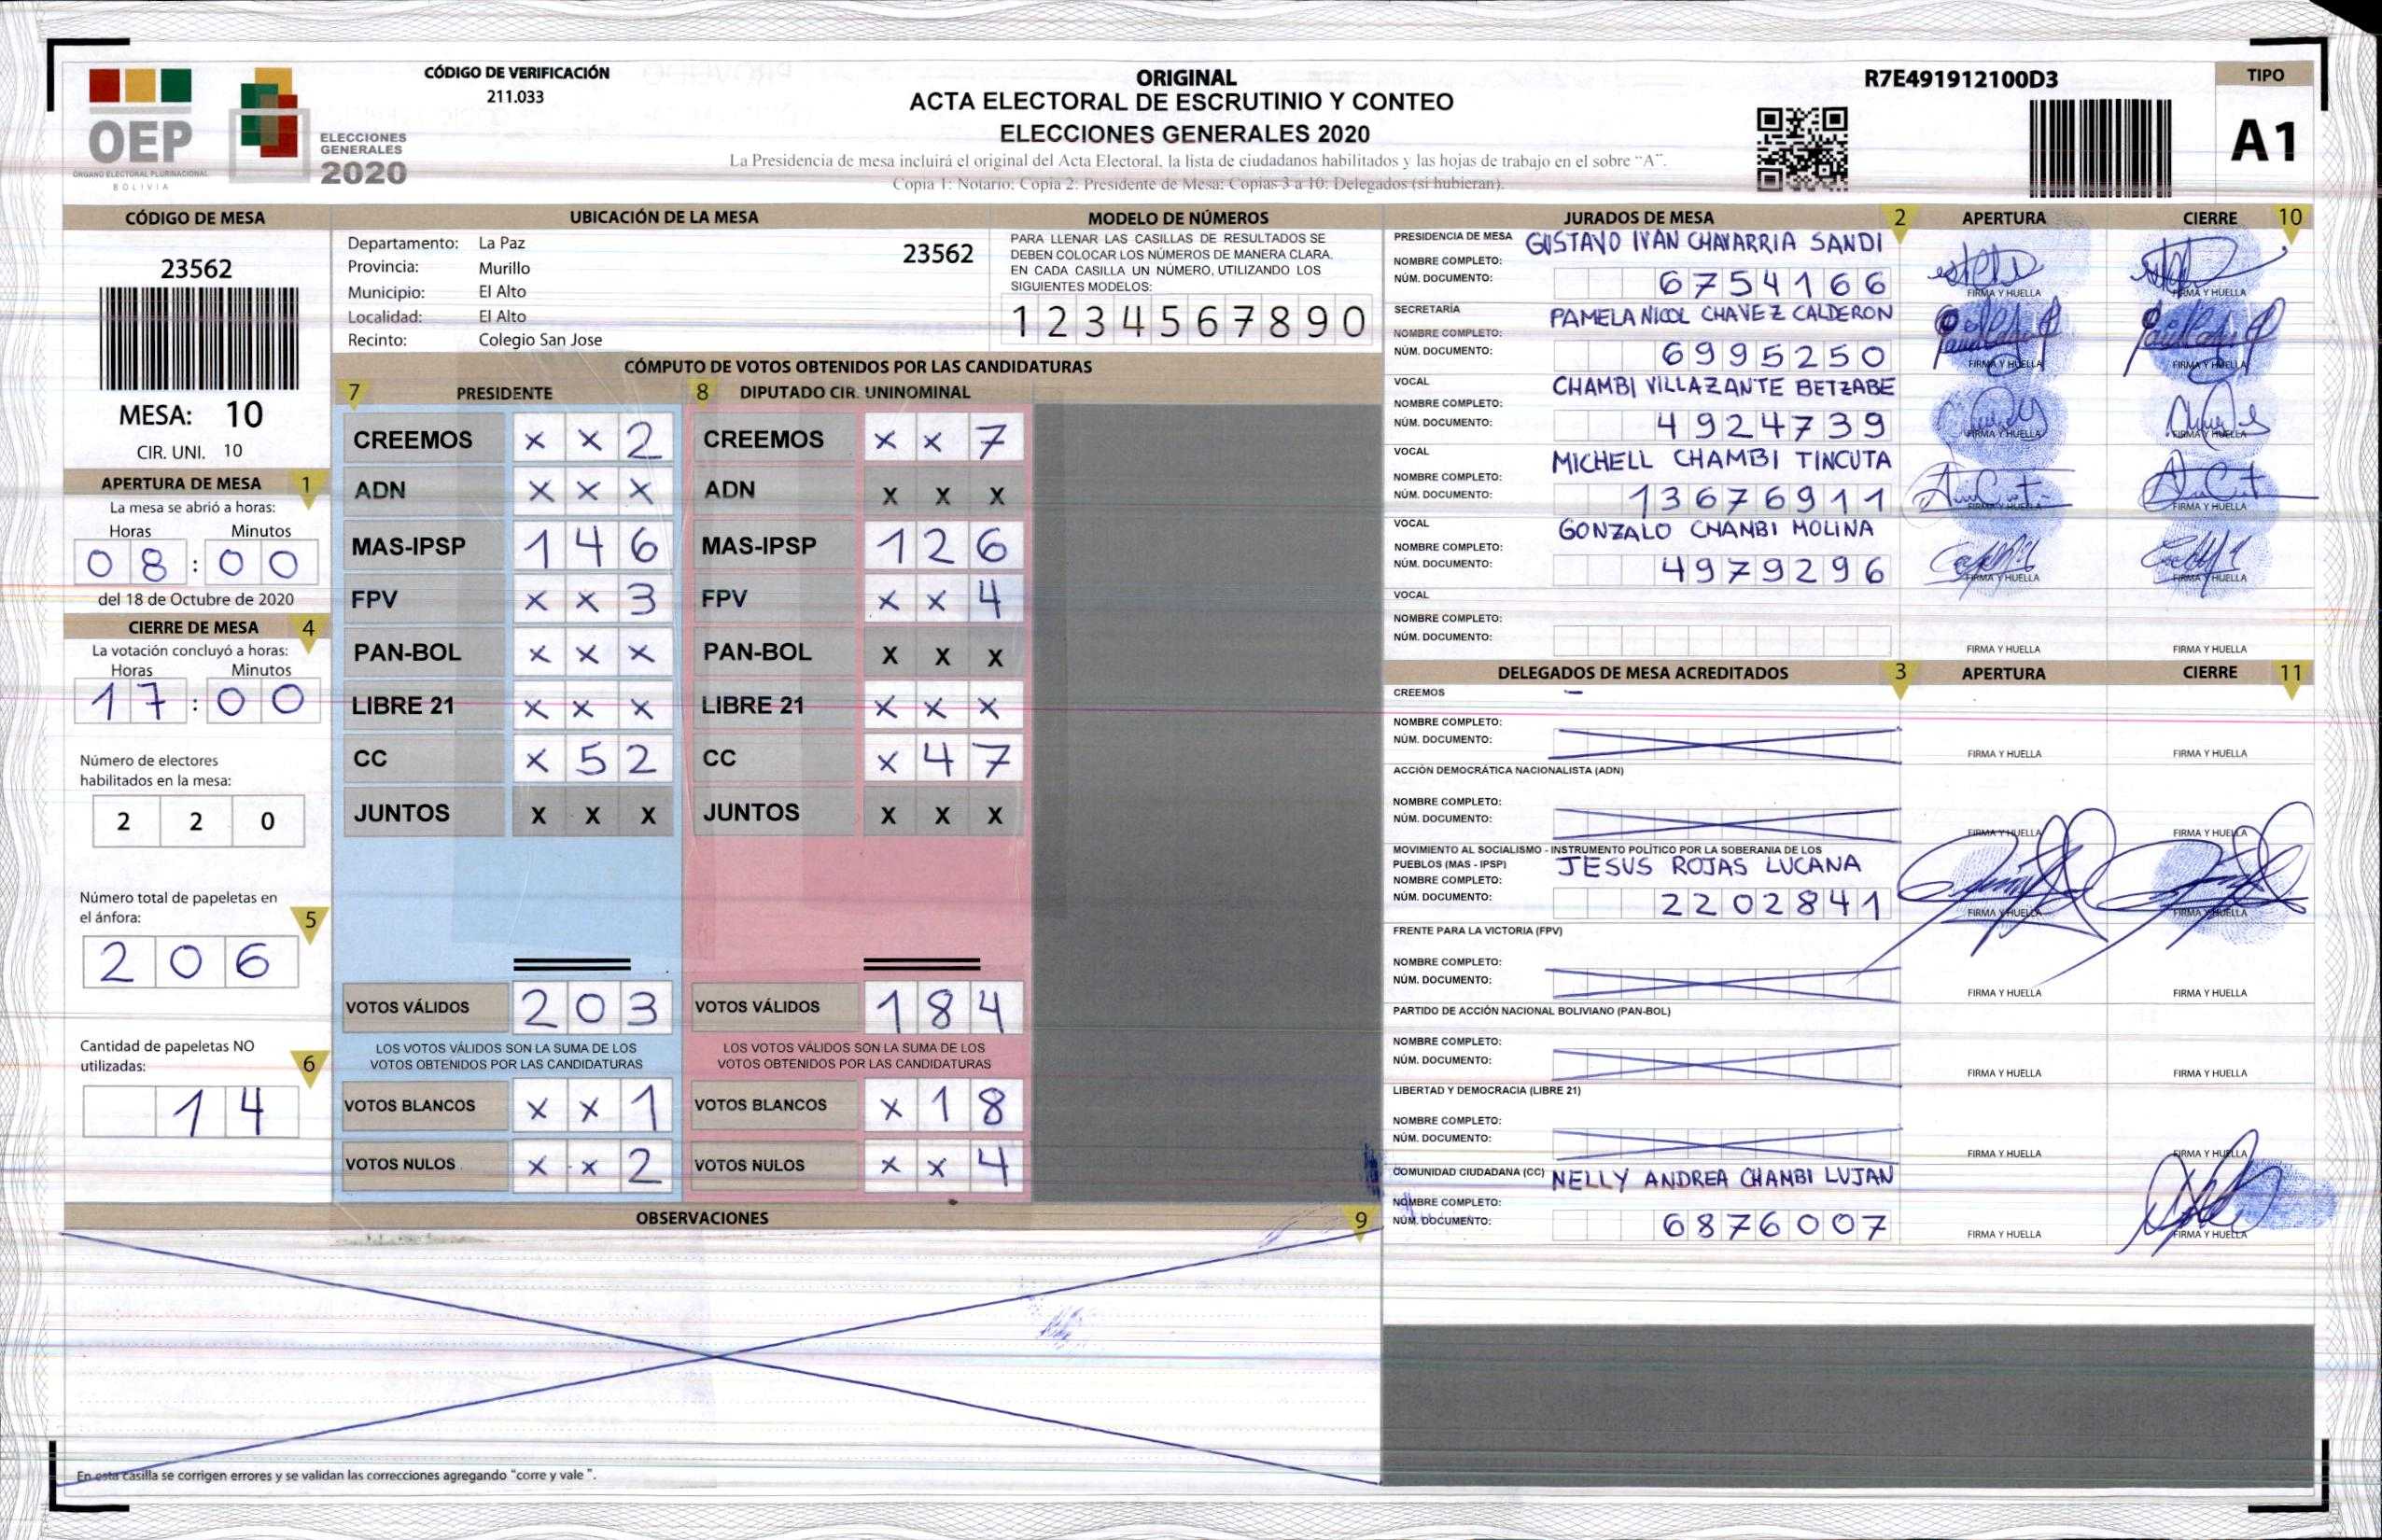 OEP
ÓRGANO ELECTORAL PLURINACIONAL
BOLIVIA
ELECCIONES
GENERALES
2020
CÓDIGO DE VERIFICACIÓN
211.033
ORIGINAL
ACTA ELECTORAL DE ESCRUTINIO Y CONTEO
ELECCIONES GENERALES 2020
La Presidencia de mesa incluirá el original del Acta Electoral, la lista de ciudadanos habilitados y las hojas de trabajo en el sobre "A".
Copia 1: Notario; Copia 2: Presidente de Mesa; Copias 3 a 10: Delegados (si hubieran).
R7E491912100D3
TIPO
A1
CÓDIGO DE MESA
23562
MESA: 10
CIR. UNI. 10
APERTURA DE MESA 1
La mesa se abrió a horas:
Horas Minutos
08:00
del 18 de Octubre de 2020
CIERRE DE MESA 4
La votación concluyó a horas:
Horas Minutos
17:00
Número de electores
habilitados en la mesa:
2 2 0
Número total de papeletas en
el ánfora: 5
2 0 6
Cantidad de papeletas NO
utilizadas: 6
1 4
UBICACIÓN DE LA MESA
Departamento: La Paz
23562
Provincia: Murillo
Municipio: El Alto
Localidad: El Alto
Recinto: Colegio San Jose
MODELO DE NÚMEROS
PARA LLENAR LAS CASILLAS DE RESULTADOS SE
DEBEN COLOCAR LOS NÚMEROS DE MANERA CLARA.
EN CADA CASILLA UN NÚMERO, UTILIZANDO LOS
SIGUIENTES MODELOS:
1 2 3 4 5 6 7 8 9 0
CÓMPUTO DE VOTOS OBTENIDOS POR LAS CANDIDATURAS
7 PRESIDENTE
CREEMOS X X 2
ADN X X X
MAS-IPSP 1 4 6
FPV X X 3
PAN-BOL X X X
LIBRE 21 X X X
CC X 5 2
JUNTOS X X X
VOTOS VÁLIDOS 2 0 3
LOS VOTOS VÁLIDOS SON LA SUMA DE LOS
VOTOS OBTENIDOS POR LAS CANDIDATURAS
VOTOS BLANCOS X X 1
VOTOS NULOS X X 2
8 DIPUTADO CIR. UNINOMINAL
CREEMOS X X 7
ADN X X X
MAS-IPSP 1 2 6
FPV X X 4
PAN-BOL X X X
LIBRE 21 X X X
CC X 4 7
JUNTOS X X X
VOTOS VÁLIDOS 1 8 4
LOS VOTOS VÁLIDOS SON LA SUMA DE LOS
VOTOS OBTENIDOS POR LAS CANDIDATURAS
VOTOS BLANCOS X 1 8
VOTOS NULOS X X 4
OBSERVACIONES 9
En esta casilla se corrigen errores y se validan las correcciones agregando "corre y vale ".
JURADOS DE MESA 2 APERTURA CIERRE 10
PRESIDENCIA DE MESA GUSTAVO IVAN CHAVARRIA SANDI
NOMBRE COMPLETO:
NÚM. DOCUMENTO: 6754166
FIRMA Y HUELLA FIRMA Y HUELLA
SECRETARÍA PAMELA NICOL CHAVEZ CALDERON
NOMBRE COMPLETO:
NÚM. DOCUMENTO: 6995250
FIRMA Y HUELLA FIRMA Y HUELLA
VOCAL CHAMBI VILLAZANTE BETZABE
NOMBRE COMPLETO:
NÚM. DOCUMENTO: 4924739
FIRMA Y HUELLA FIRMA Y HUELLA
VOCAL MICHELL CHAMBI TINCUTA
NOMBRE COMPLETO:
NÚM. DOCUMENTO: 13676911
FIRMA Y HUELLA FIRMA Y HUELLA
VOCAL GONZALO CHAMBI MOLINA
NOMBRE COMPLETO:
NÚM. DOCUMENTO: 4979296
FIRMA Y HUELLA FIRMA Y HUELLA
VOCAL
NOMBRE COMPLETO:
NÚM. DOCUMENTO:
FIRMA Y HUELLA FIRMA Y HUELLA
DELEGADOS DE MESA ACREDITADOS 3 APERTURA CIERRE 11
CREEMOS
NOMBRE COMPLETO:
NÚM. DOCUMENTO:
FIRMA Y HUELLA FIRMA Y HUELLA
ACCIÓN DEMOCRÁTICA NACIONALISTA (ADN)
NOMBRE COMPLETO:
NÚM. DOCUMENTO:
FIRMA Y HUELLA FIRMA Y HUELLA
MOVIMIENTO AL SOCIALISMO - INSTRUMENTO POLÍTICO POR LA SOBERANIA DE LOS
PUEBLOS (MAS - IPSP) JESUS ROJAS LUCANA
NOMBRE COMPLETO:
NÚM. DOCUMENTO: 2202841
FIRMA Y HUELLA FIRMA Y HUELLA
FRENTE PARA LA VICTORIA (FPV)
NOMBRE COMPLETO:
NÚM. DOCUMENTO:
FIRMA Y HUELLA FIRMA Y HUELLA
PARTIDO DE ACCIÓN NACIONAL BOLIVIANO (PAN-BOL)
NOMBRE COMPLETO:
NÚM. DOCUMENTO:
FIRMA Y HUELLA FIRMA Y HUELLA
LIBERTAD Y DEMOCRACIA (LIBRE 21)
NOMBRE COMPLETO:
NÚM. DOCUMENTO:
FIRMA Y HUELLA FIRMA Y HUELLA
COMUNIDAD CIUDADANA (CC) NELLY ANDREA CHAMBI LUJAN
NOMBRE COMPLETO:
NÚM. DOCUMENTO: 6876007
FIRMA Y HUELLA FIRMA Y HUELLA